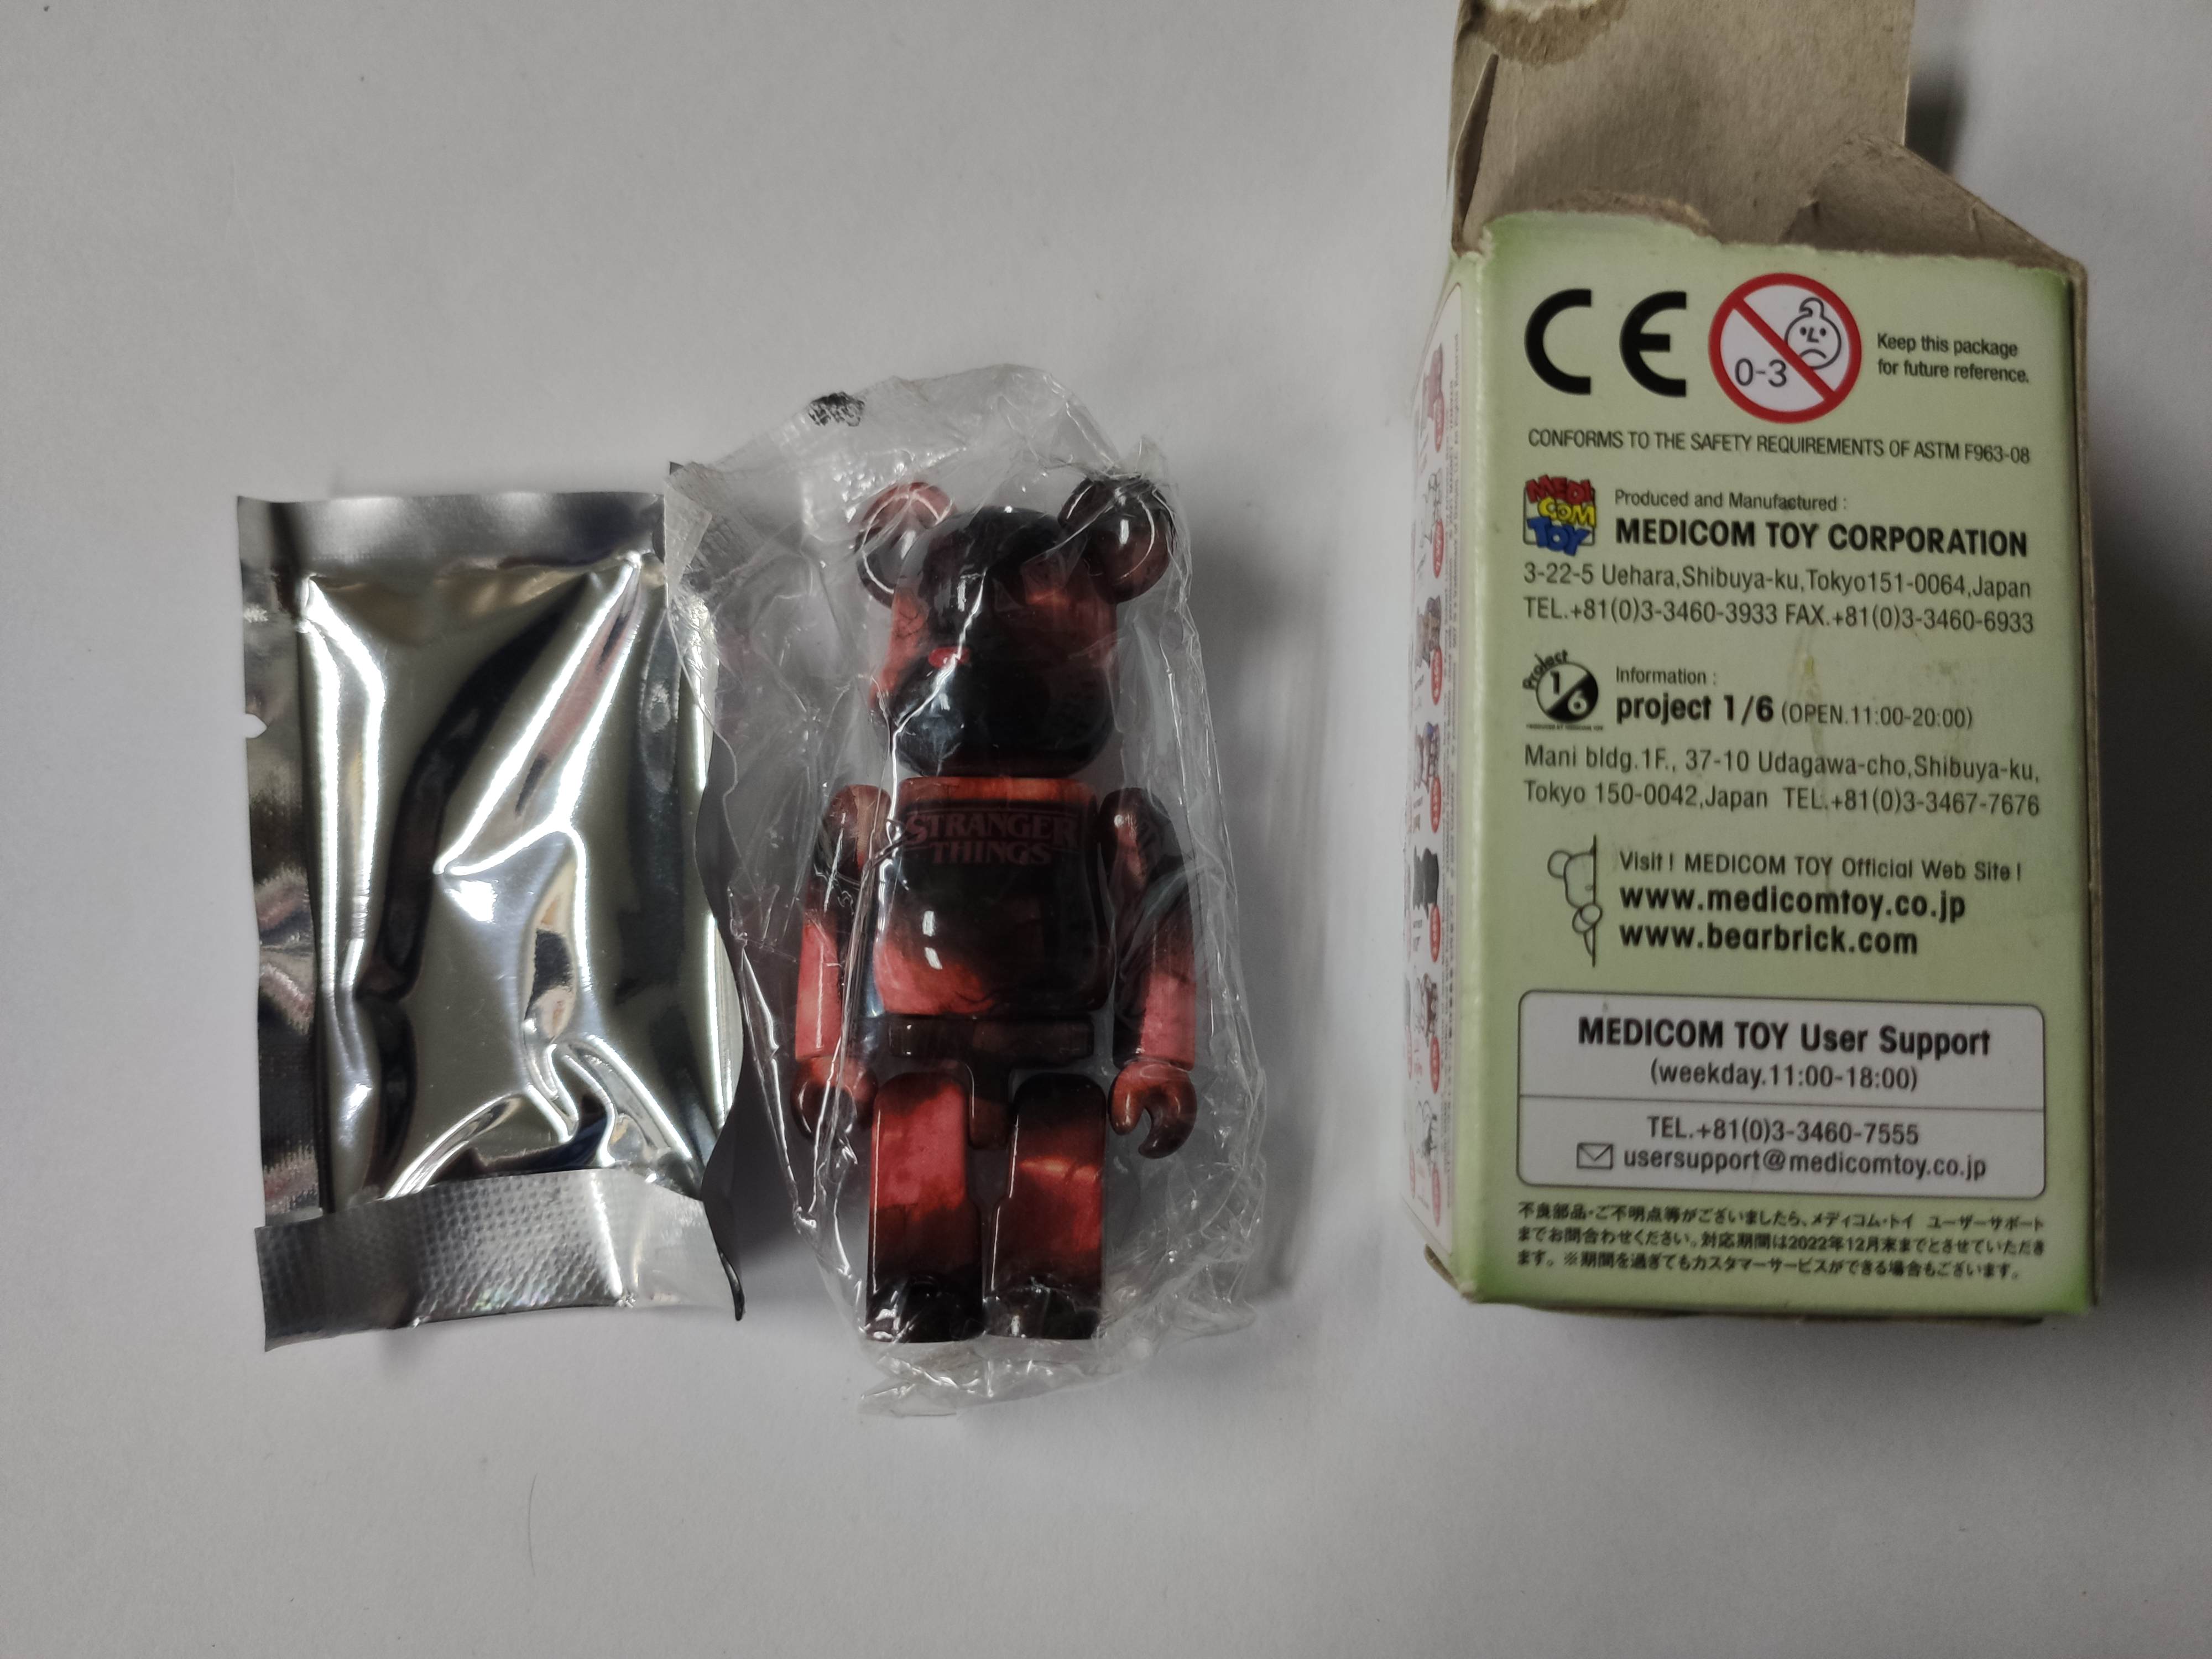 STRANGER
THINGS
CE
0-3
Keep this package
for future reference.
CONFORMS TO THE SAFETY REQUIREMENTS OF ASTM F963-08
MEDI
COM
TOY
Produced and Manufactured :
MEDICOM TOY CORPORATION
3-22-5 Uehara,Shibuya-ku,Tokyo151-0064,Japan
TEL.+81(0)3-3460-3933 FAX.+81(0)3-3460-6933
Project
1/6
Information :
project 1/6 (OPEN.11:00-20:00)
Mani bldg.1F., 37-10 Udagawa-cho,Shibuya-ku,
Tokyo 150-0042,Japan TEL.+81(0)3-3467-7676
Visit ! MEDICOM TOY Official Web Site !
www.medicomtoy.co.jp
www.bearbrick.com
MEDICOM TOY User Support
(weekday.11:00-18:00)
TEL.+81(0)3-3460-7555
usersupport@medicomtoy.co.jp
不良部品・ご不明点等がございましたら、メディコム・トイ ユーザーサポート
までお問合わせください。対応期間は2022年12月末までとさせていただき
ます。※期間を過ぎてもカスタマーサービスができる場合もございます。